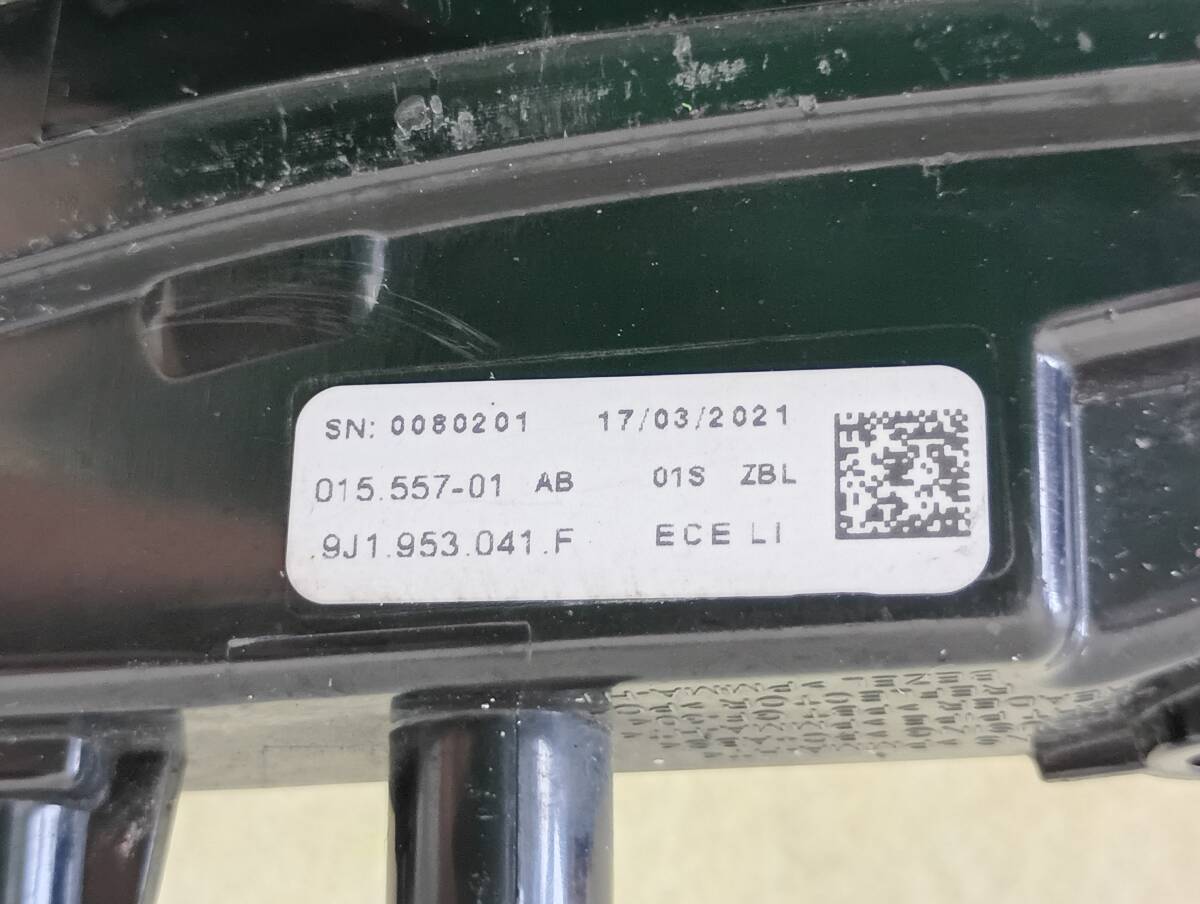 SN: 0080201 17/03/2021
015.557-01 AB 01S ZBL
9J1.953.041.F ECE LI